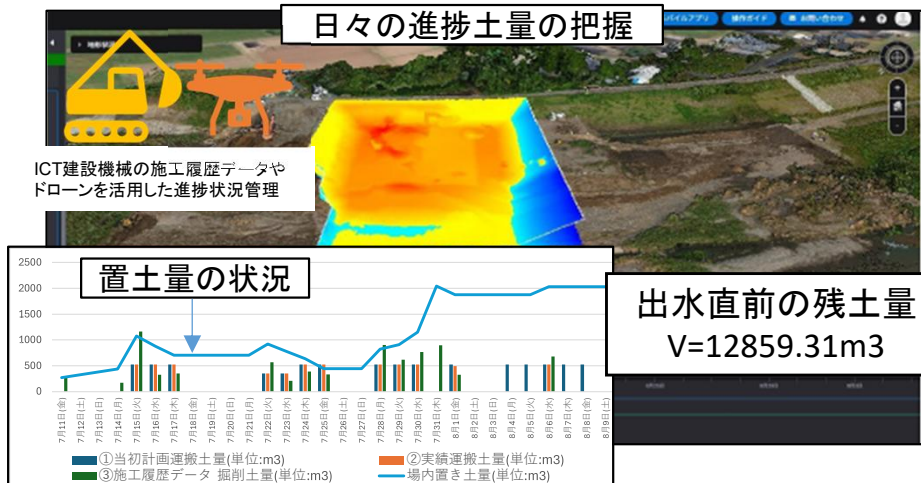 日々の進捗土量の把握
操作ガイド
お問い合わせ
ICT建設機械の施工履歴データや
ドローンを活用した進捗状況管理
置土量の状況
出水直前の残土量
V=12859.31m3
2500
2000
1500
1000
500
0
7月11日(金)
7月12日(土)
7月13日(日)
7月14日(月)
7月15日(火)
7月16日(水)
7月17日(木)
7月18日(金)
7月19日(土)
7月20日(日)
7月21日(月)
7月22日(火)
7月23日(水)
7月24日(木)
7月25日(金)
7月26日(土)
7月27日(日)
7月28日(月)
7月29日(火)
7月30日(水)
7月31日(木)
8月1日(金)
8月2日(土)
8月3日(日)
8月4日(月)
8月5日(火)
8月6日(水)
8月7日(木)
8月8日(金)
8月9日(土)
①当初計画運搬土量(単位:m3)
②実績運搬土量(単位:m3)
③施工履歴データ 掘削土量(単位:m3)
場内置き土量(単位:m3)